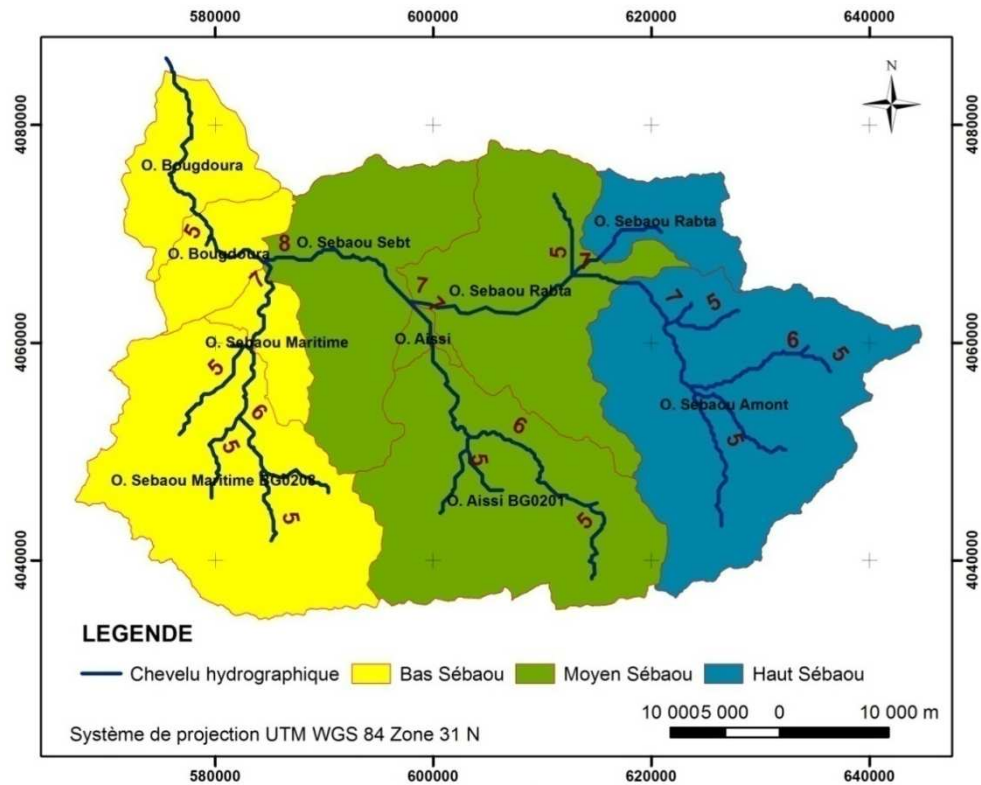 580000 600000 620000 640000
N
4080000 4080000
O. Bougdoura
O. Sebaou Rabta
5
8 O. Sebaou Sebt
5
O. Bougdoura
7
7
7
O. Sebaou Rabta
7
7 5
4060000 4060000
O. Sebaou Maritime
O. Aissi
6 5
5
O. Sebaou Amont
6
6
5
5
5
O. Sebaou Maritime BG0208
O. Aissi BG0201
5
5
4040000 4040000
LEGENDE
Chevelu hydrographique Bas Sébaou Moyen Sébaou Haut Sébaou
10 0005 000 0 10 000 m
Système de projection UTM WGS 84 Zone 31 N
580000 600000 620000 640000